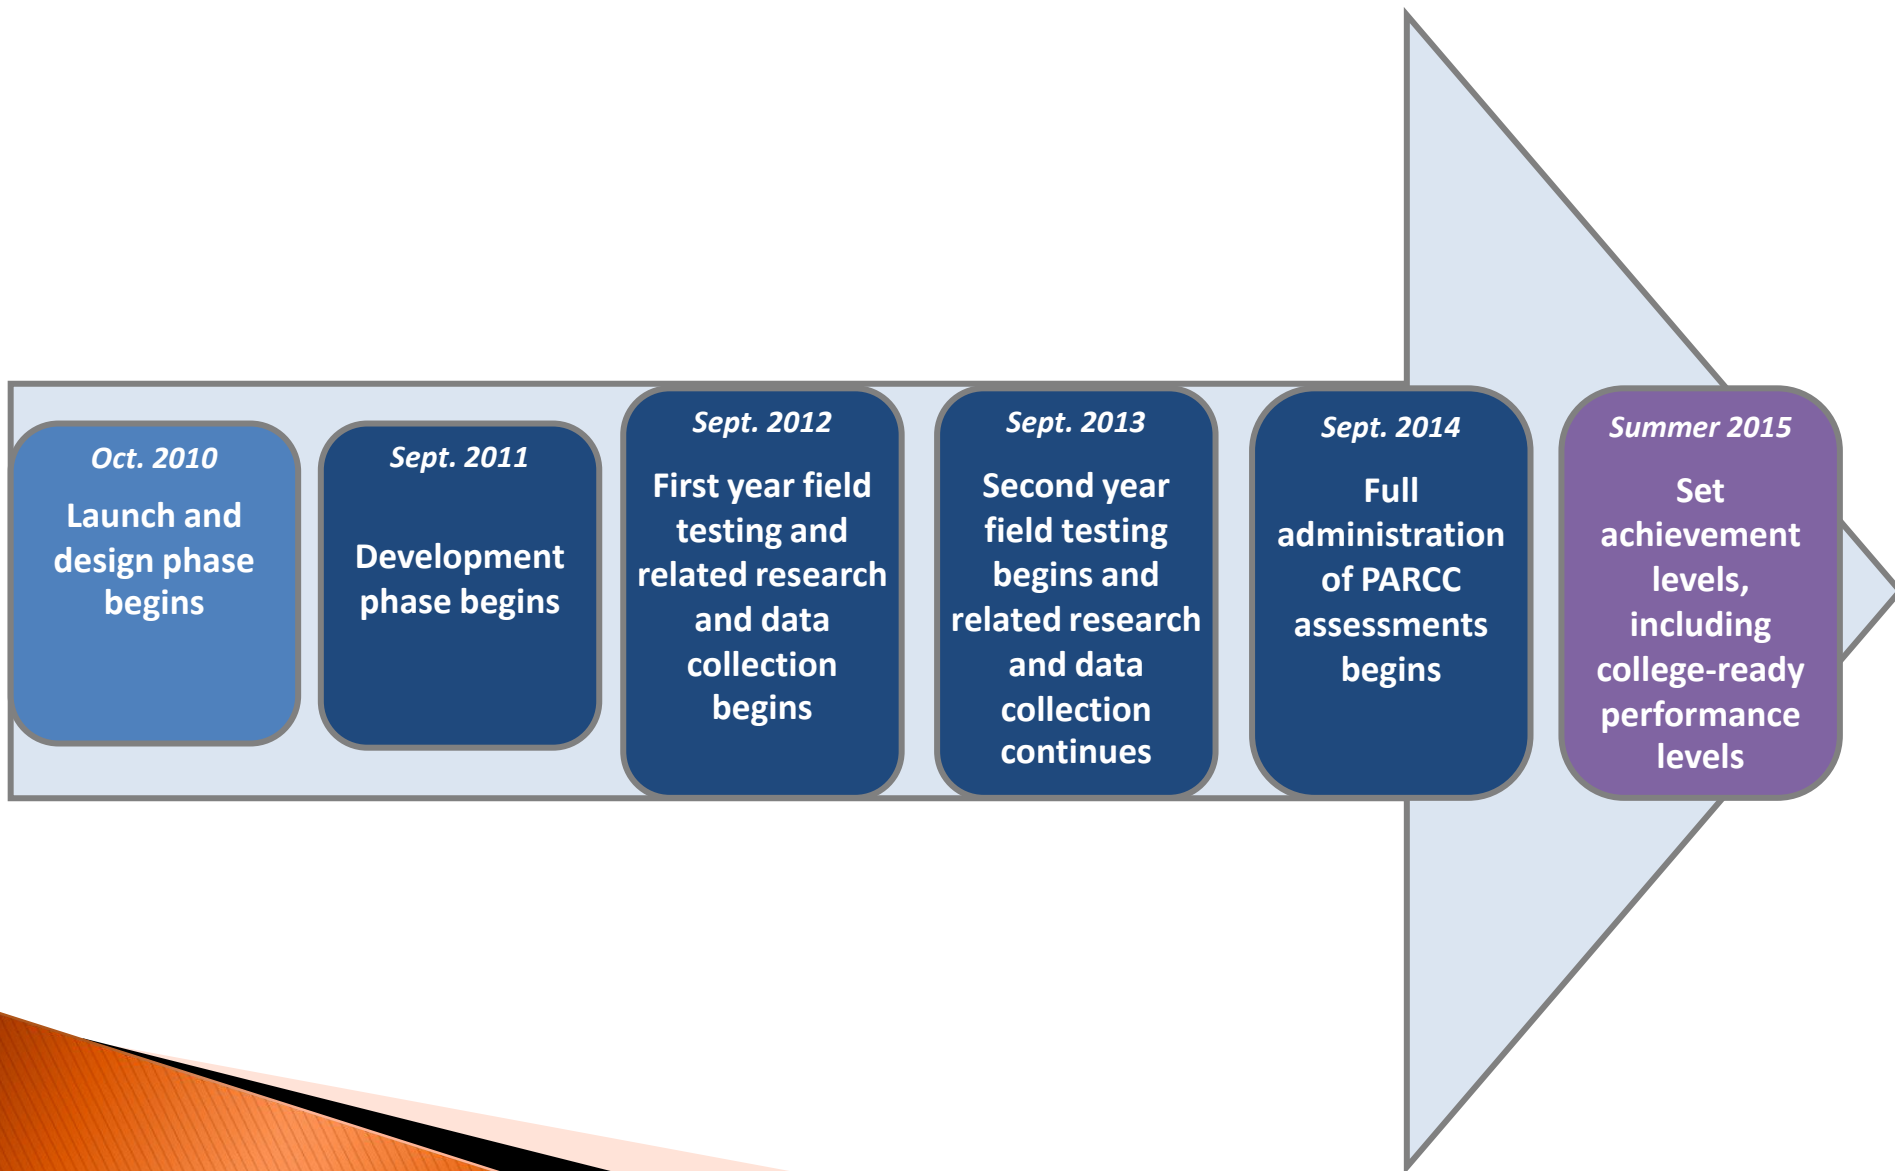 Oct. 2010
Launch and
design phase
begins
Sept. 2011
Development
phase begins
Sept. 2012
First year field
testing and
related research
and data
collection
begins
Sept. 2013
Second year
field testing
begins and
related research
and data
collection
continues
Sept. 2014
Full
administration
of PARCC
assessments
begins
Summer 2015
Set
achievement
levels,
including
college-ready
performance
levels